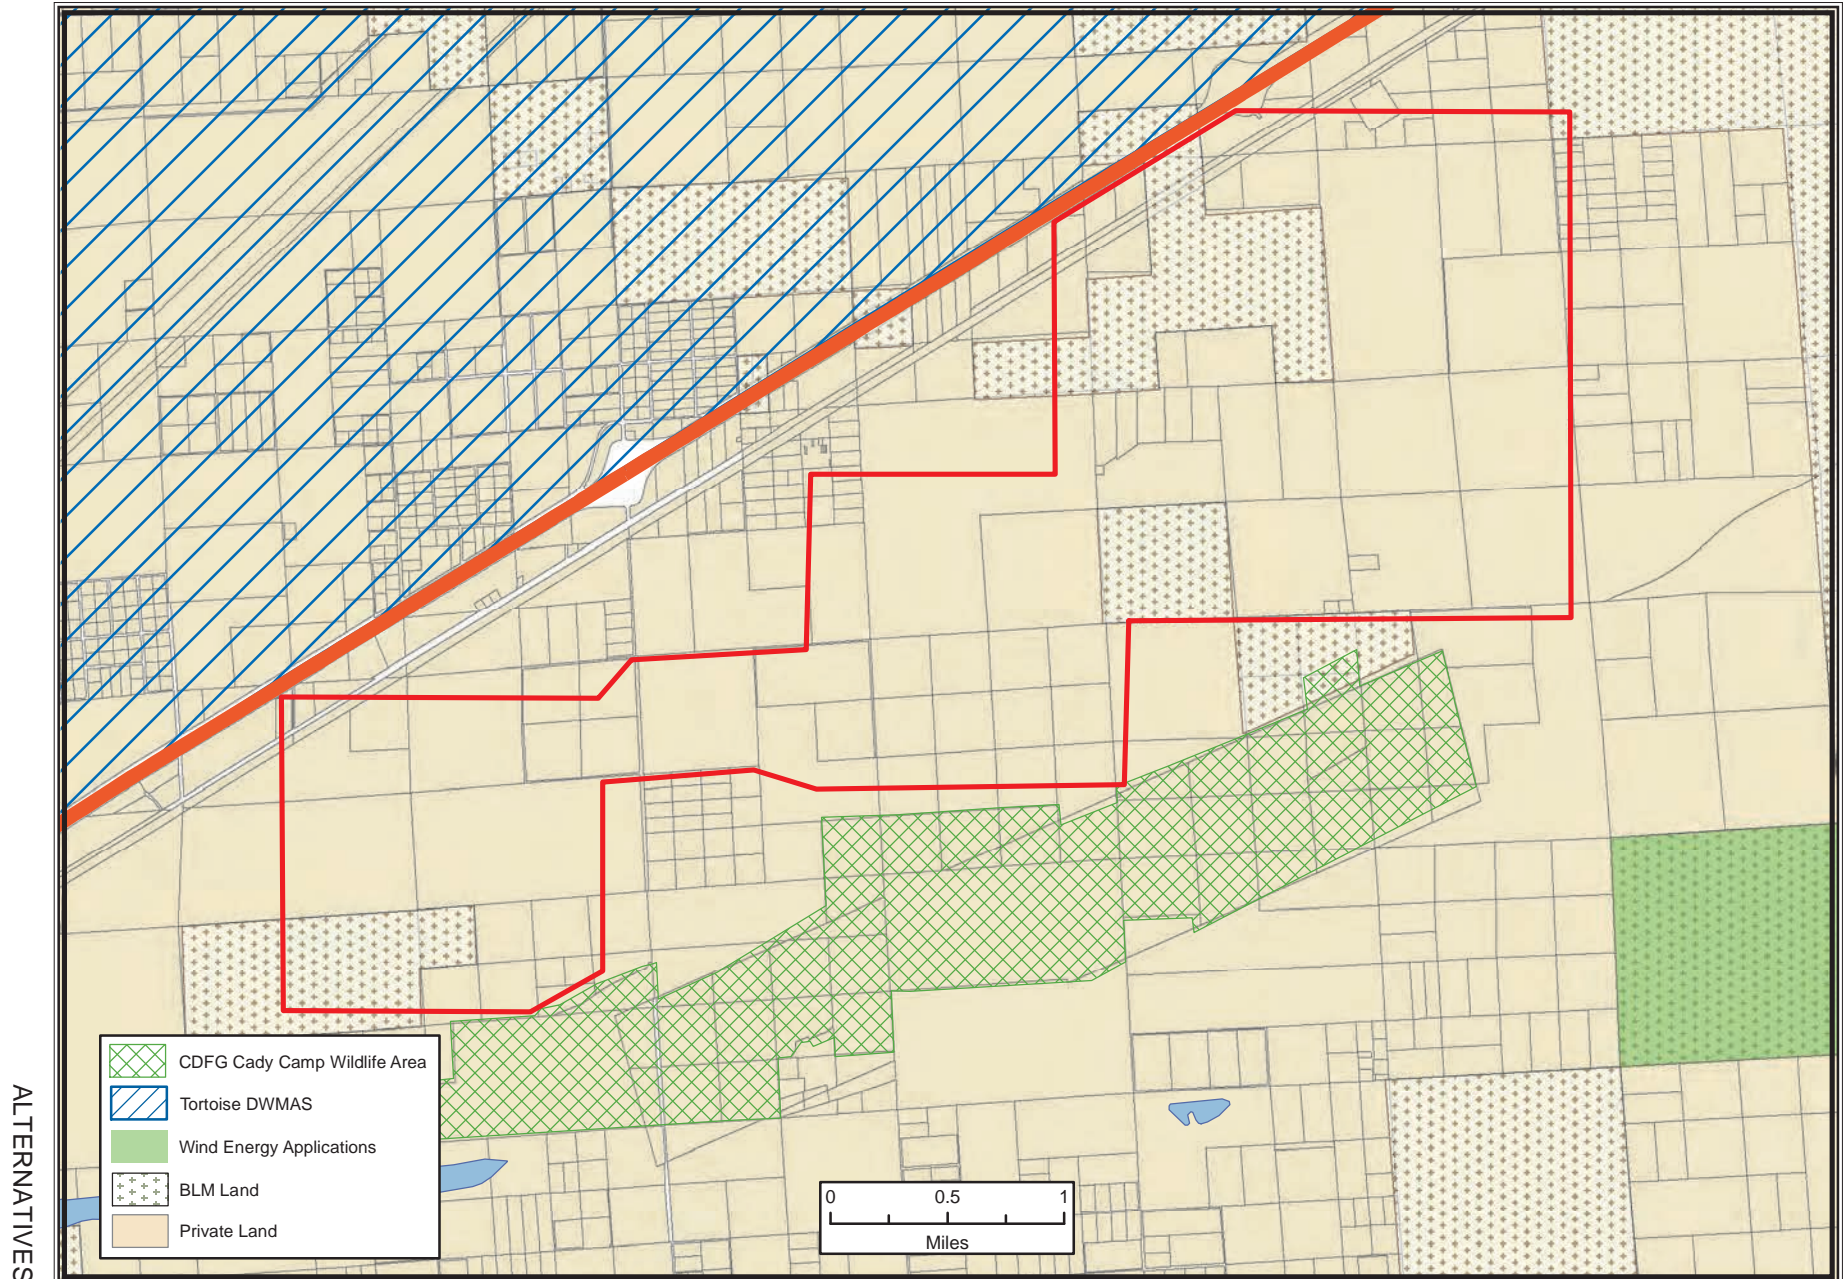 ALTERNATIVES
CDFG Cady Camp Wildlife Area
Tortoise DWMAS
Wind Energy Applications
BLM Land
Private Land
0 0.5 1
Miles